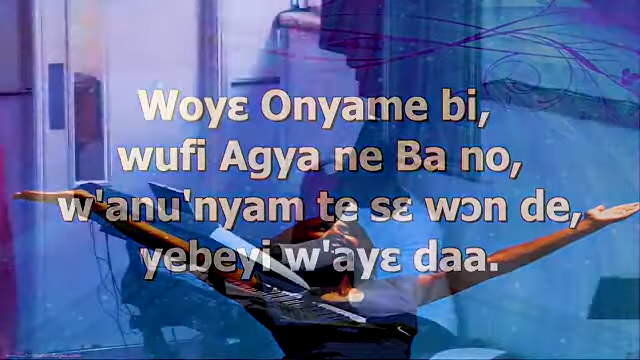 Woyɛ Onyame bi,
wufi Agya ne Ba no,
w'anu'nyam te sɛ wɔn de,
yebeyi w'ayɛ daa.